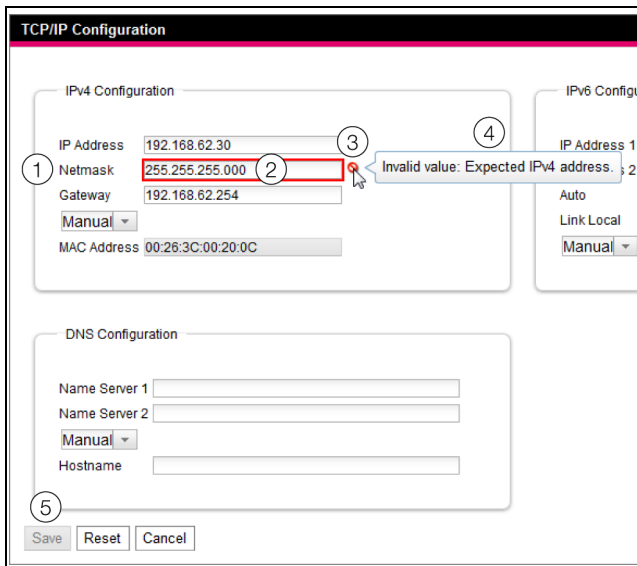 TCP/IP Configuration
IPv4 Configuration
IP Address 192.168.62.30
1 Netmask 255.255.255.000 2
3
4
Invalid value: Expected IPv4 address.
Gateway 192.168.62.254
Manual
MAC Address 00:26:3C:00:20:0C
IPv6 Configu
IP Address 1
s 2
Auto
Link Local
Manual
DNS Configuration
Name Server 1
Name Server 2
Manual
Hostname
5
Save Reset Cancel